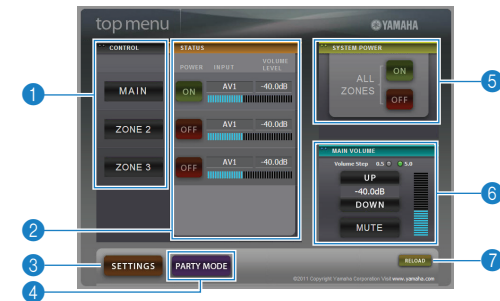 top menu
YAMAHA
CONTROL
STATUS
SYSTEM POWER
POWER INPUT VOLUME LEVEL
MAIN
ON AV1 -40.0dB
ZONE 2
OFF AV1 -40.0dB
ZONE 3
OFF AV1 -40.0dB
ALL ZONES
ON
OFF
MAIN VOLUME
Volume Step 0.5 5.0
UP
-40.0dB
DOWN
MUTE
SETTINGS
PARTY MODE
RELOAD
©2011 Copyright Yamaha Corporation Visit www.yamaha.com
1
2
3
4
5
6
7